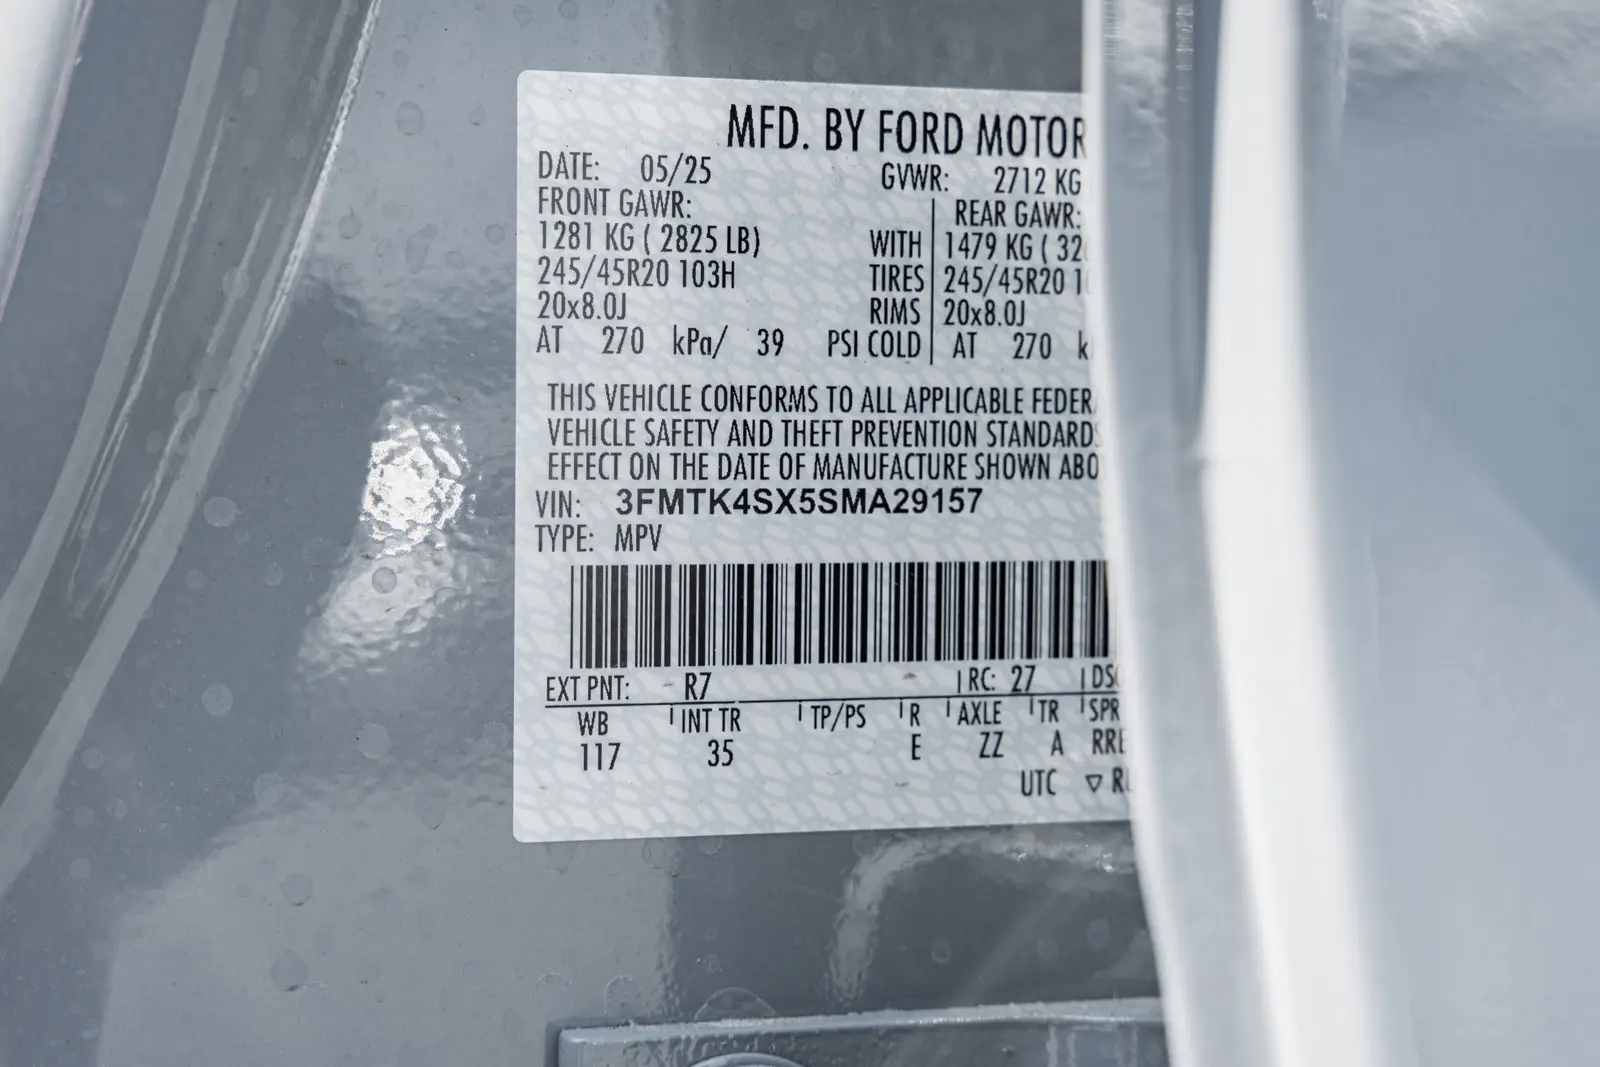 MFD. BY FORD MOTOR
DATE: 05/25 GVWR: 2712 KG
FRONT GAWR: REAR GAWR:
1281 KG ( 2825 LB) WITH 1479 KG (
245/45R20 103H TIRES 245/45R20
20x8.0J RIMS 20x8.0J
AT 270 kPa/ 39 PSI COLD AT 270
THIS VEHICLE CONFORMS TO ALL APPLICABLE
VEHICLE SAFETY AND THEFT PREVENTION STANDARDS
EFFECT ON THE DATE OF MANUFACTURE SHOWN
VIN: 3FMTK4SX5SMA29157
TYPE: MPV
EXT PNT: R7 RC: 27
WB INT TR TP/PS R AXLE TR SPR
117 35 E ZZ A
UTC ▽